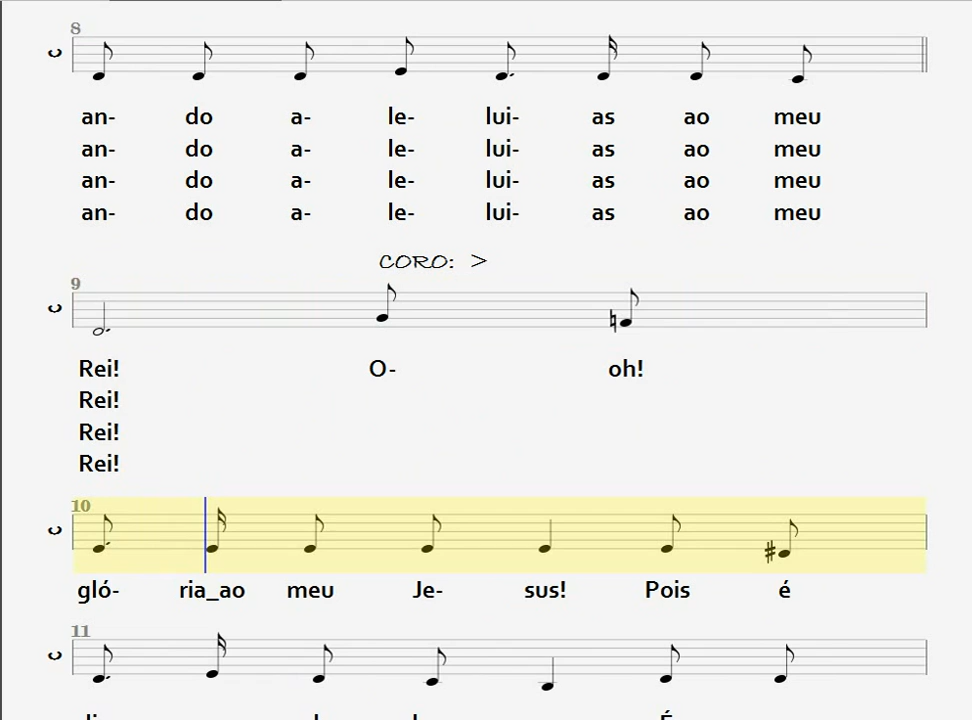 8
an- do a- le- lui- as ao meu
an- do a- le- lui- as ao meu
an- do a- le- lui- as ao meu
an- do a- le- lui- as ao meu
CORO: >
9
Rei! O- oh!
Rei!
Rei!
Rei!
10
gló- ria_ao meu Je- sus! Pois é
11